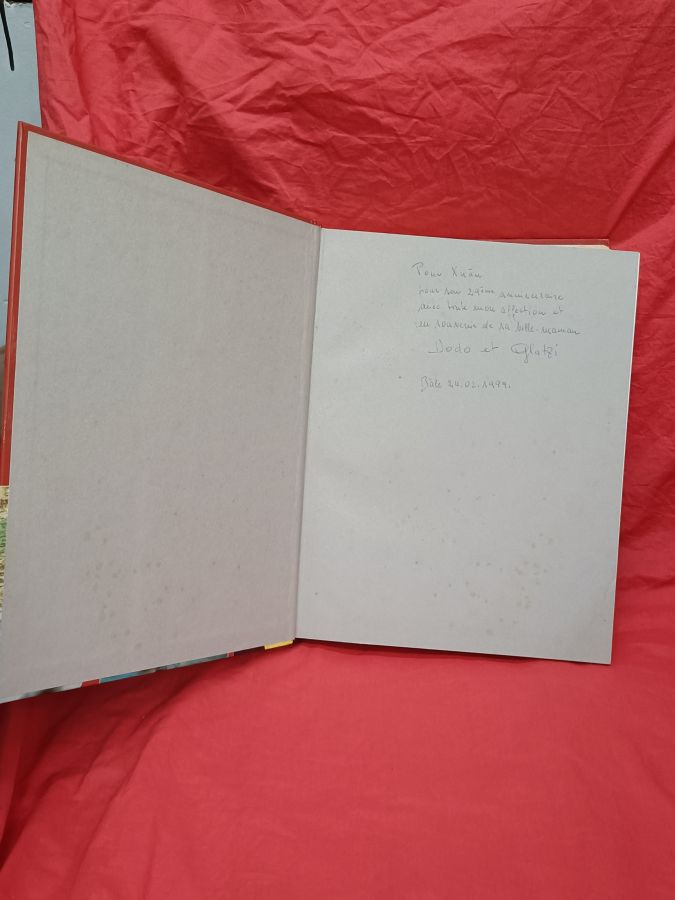 Pour Xuân
pour son 29ème anniversaire
avec toute mon affection et
en souvenir de sa belle-maman
Dodo et
Bâle 24.02.1999.